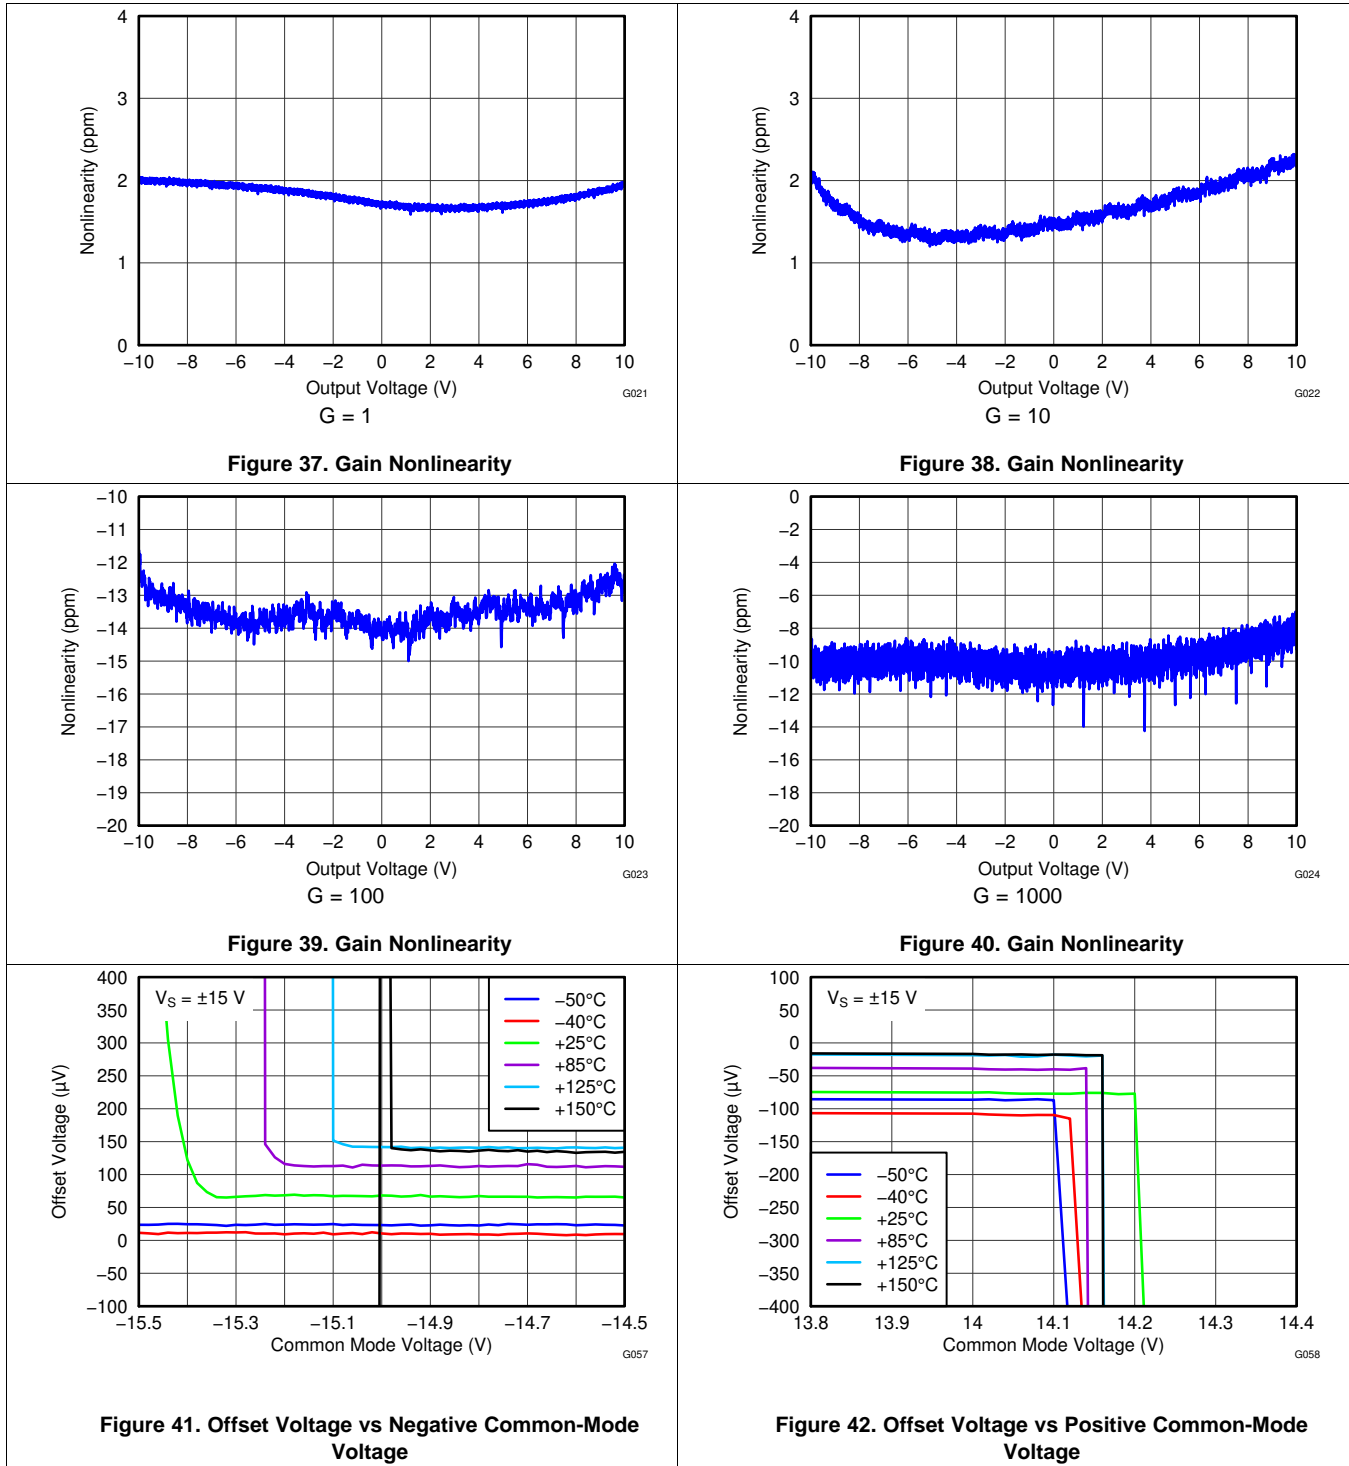 4
3
2
1
0
Nonlinearity (ppm)
−10 −8 −6 −4 −2 0 2 4 6 8 10
Output Voltage (V)
G021
G = 1
Figure 37. Gain Nonlinearity
4
3
2
1
0
Nonlinearity (ppm)
−10 −8 −6 −4 −2 0 2 4 6 8 10
Output Voltage (V)
G022
G = 10
Figure 38. Gain Nonlinearity
−10
−11
−12
−13
−14
−15
−16
−17
−18
−19
−20
Nonlinearity (ppm)
−10 −8 −6 −4 −2 0 2 4 6 8 10
Output Voltage (V)
G023
G = 100
Figure 39. Gain Nonlinearity
0
−2
−4
−6
−8
−10
−12
−14
−16
−18
−20
Nonlinearity (ppm)
−10 −8 −6 −4 −2 0 2 4 6 8 10
Output Voltage (V)
G024
G = 1000
Figure 40. Gain Nonlinearity
400
350
300
250
200
150
100
50
0
−50
−100
Offset Voltage (µV)
VS = ±15 V
−50°C
−40°C
+25°C
+85°C
+125°C
+150°C
−15.5 −15.3 −15.1 −14.9 −14.7 −14.5
Common Mode Voltage (V)
G057
Figure 41. Offset Voltage vs Negative Common-Mode
Voltage
100
50
0
−50
−100
−150
−200
−250
−300
−350
−400
Offset Voltage (µV)
VS = ±15 V
−50°C
−40°C
+25°C
+85°C
+125°C
+150°C
13.8 13.9 14 14.1 14.2 14.3 14.4
Common Mode Voltage (V)
G058
Figure 42. Offset Voltage vs Positive Common-Mode
Voltage